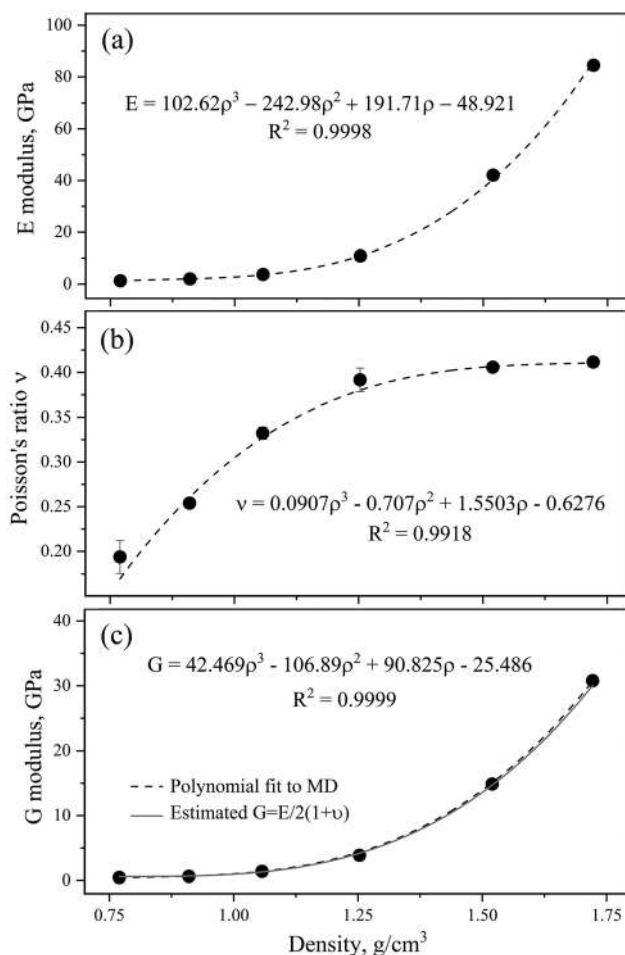 (a)
E = 102.62ρ³ − 242.98ρ² + 191.71ρ − 48.921
R² = 0.9998
E modulus, GPa
100
80
60
40
20
0
(b)
ν = 0.0907ρ³ - 0.707ρ² + 1.5503ρ - 0.6276
R² = 0.9918
Poisson's ratio ν
0.45
0.40
0.35
0.30
0.25
0.20
(c)
G = 42.469ρ³ - 106.89ρ² + 90.825ρ - 25.486
R² = 0.9999
Polynomial fit to MD
Estimated G=E/2(1+υ)
G modulus, GPa
40
30
20
10
0
0.75 1.00 1.25 1.50 1.75
Density, g/cm³